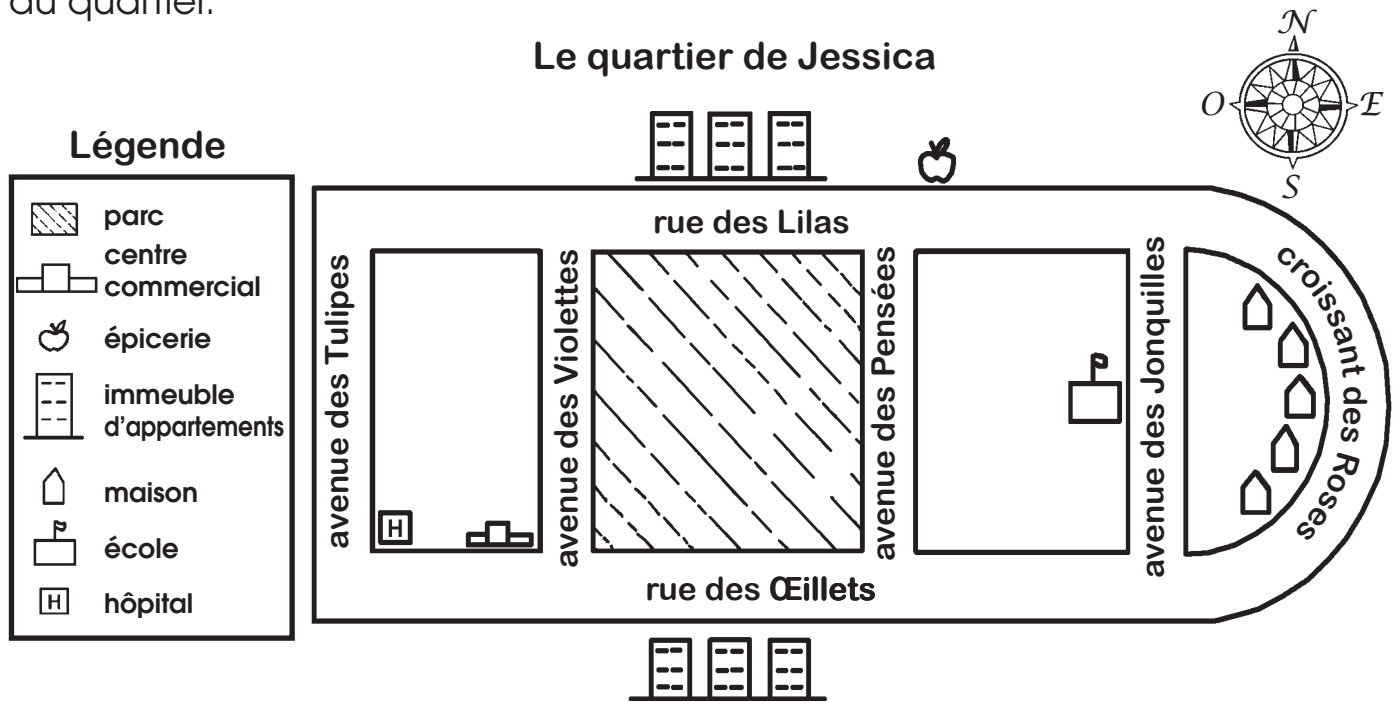 du quartier.
Le quartier de Jessica
N
O
E
S
Légende
parc
centre
commercial
épicerie
immeuble
d'appartements
maison
école
H
hôpital
rue des Lilas
avenue des Tulipes
avenue des Violettes
avenue des Pensées
avenue des Jonquilles
croissant des Roses
H
rue des Œillets